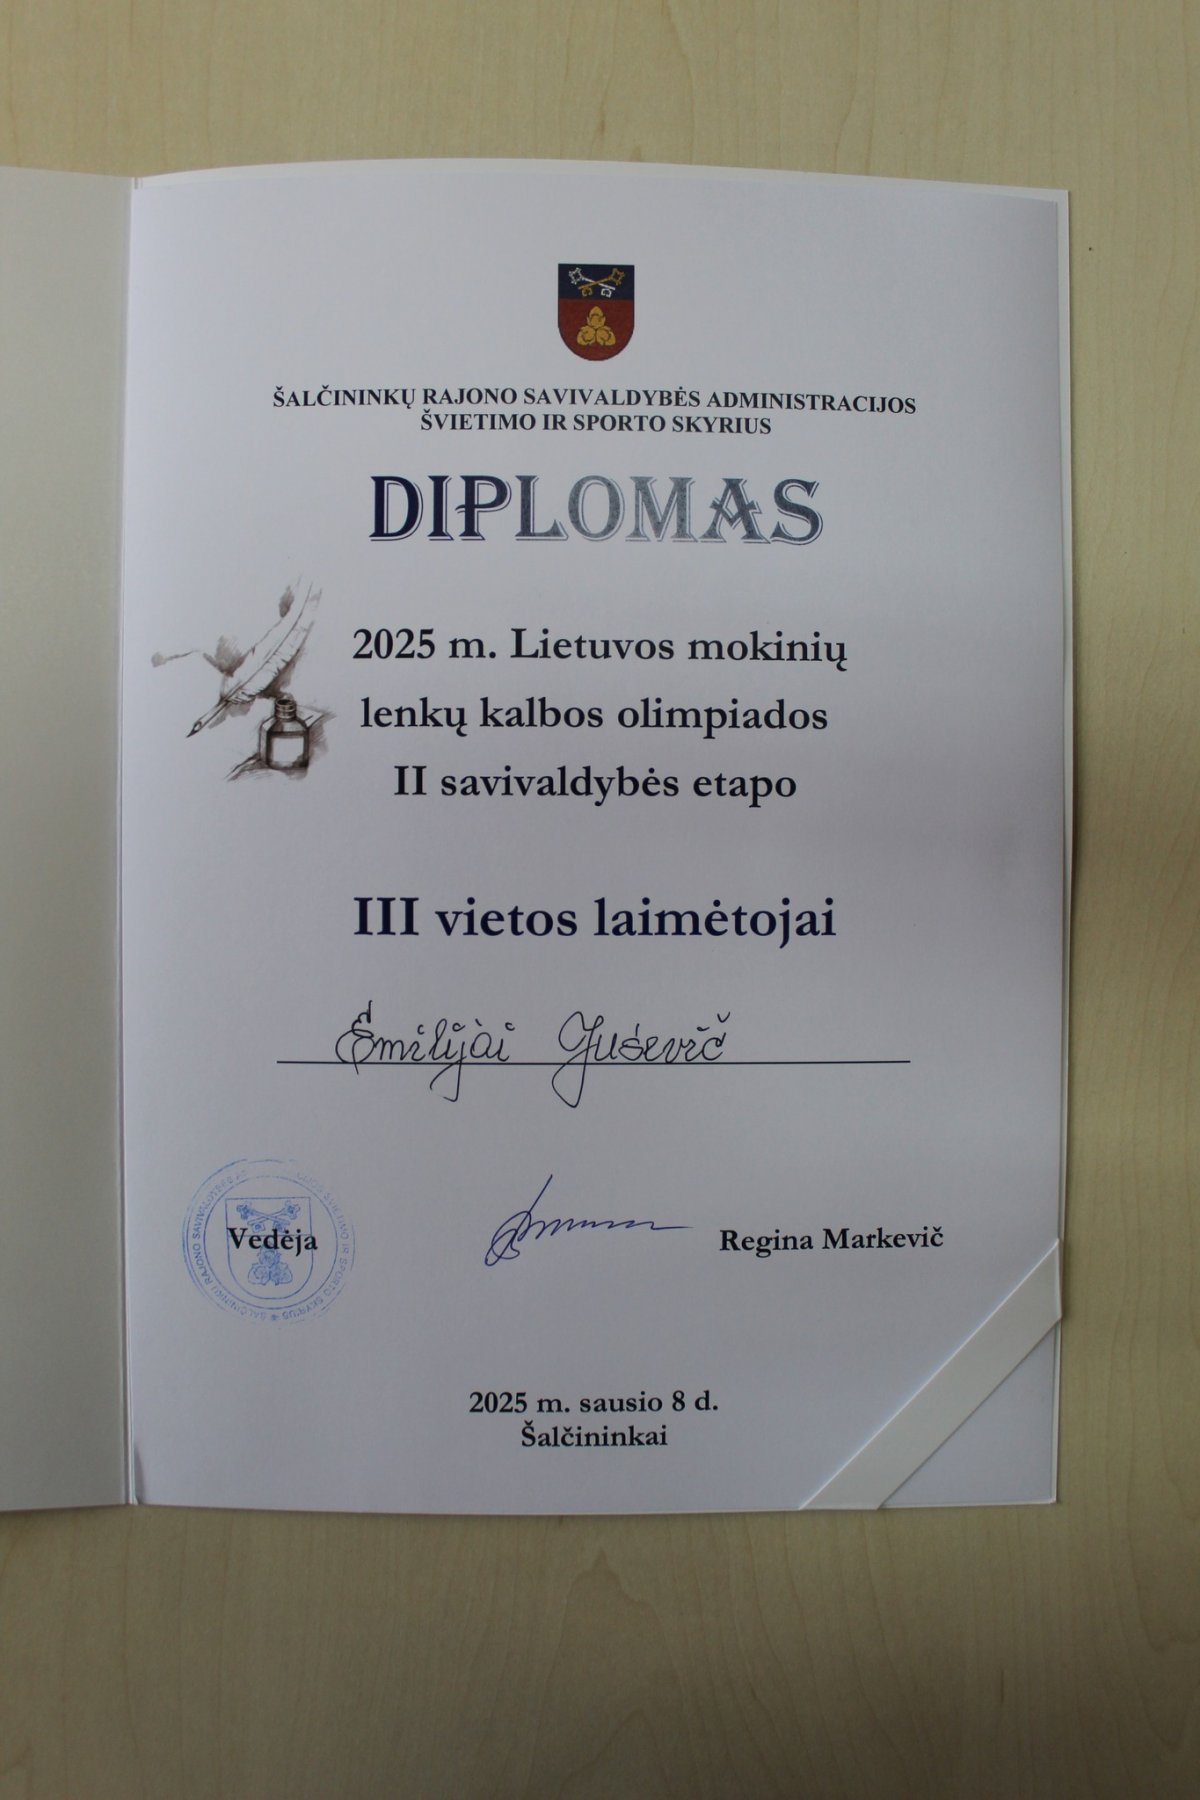 ŠALČININKŲ RAJONO SAVIVALDYBĖS ADMINISTRACIJOS
ŠVIETIMO IR SPORTO SKYRIUS
DIPLOMAS
2025 m. Lietuvos mokinių
lenkų kalbos olimpiados
II savivaldybės etapo
III vietos laimėtojai
Emilijai Juševič
Vedėja
Regina Markevič
2025 m. sausio 8 d.
Šalčininkai